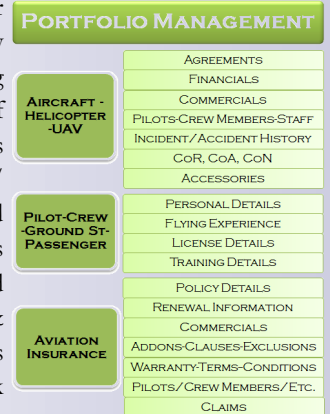 Portfolio Management
Aircraft -
Helicopter
-UAV
Agreements
Financials
Commercials
Pilots-Crew Members-Staff
Incident/Accident History
CoR, CoA, CoN
Accessories
Pilot-Crew
-Ground St-
Passenger
Personal Details
Flying Experience
License Details
Training Details
Aviation
Insurance
Policy Details
Renewal Information
Commercials
Addons-Clauses-Exclusions
Warranty-Terms-Conditions
Pilots/Crew Members/Etc.
Claims